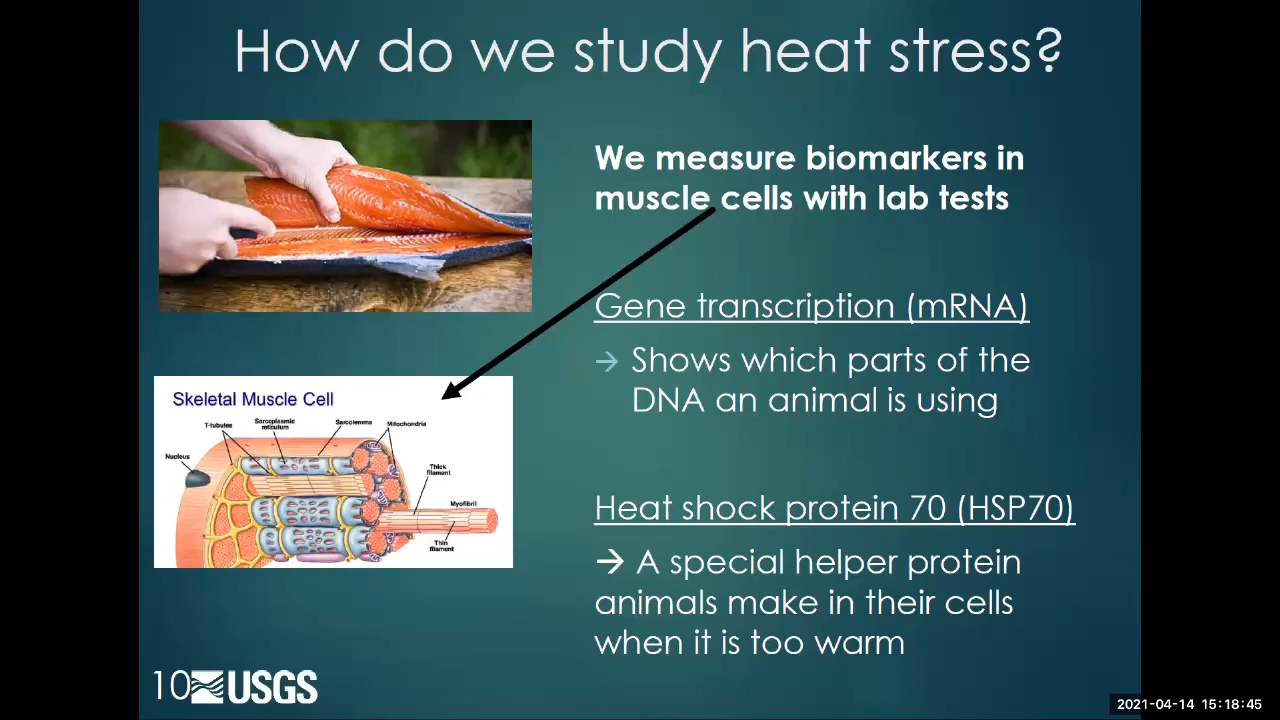 How do we study heat stress?
We measure biomarkers in
muscle cells with lab tests
Gene transcription (mRNA)
→ Shows which parts of the
DNA an animal is using
Skeletal Muscle Cell
T-tubules
Sarcoplasmic
reticulum
Sarcolemma
Mitochondria
Nucleus
Thick
filament
Myofibril
Thin
filament
Heat shock protein 70 (HSP70)
→ A special helper protein
animals make in their cells
when it is too warm
10 USGS
2021-04-14 15:18:45